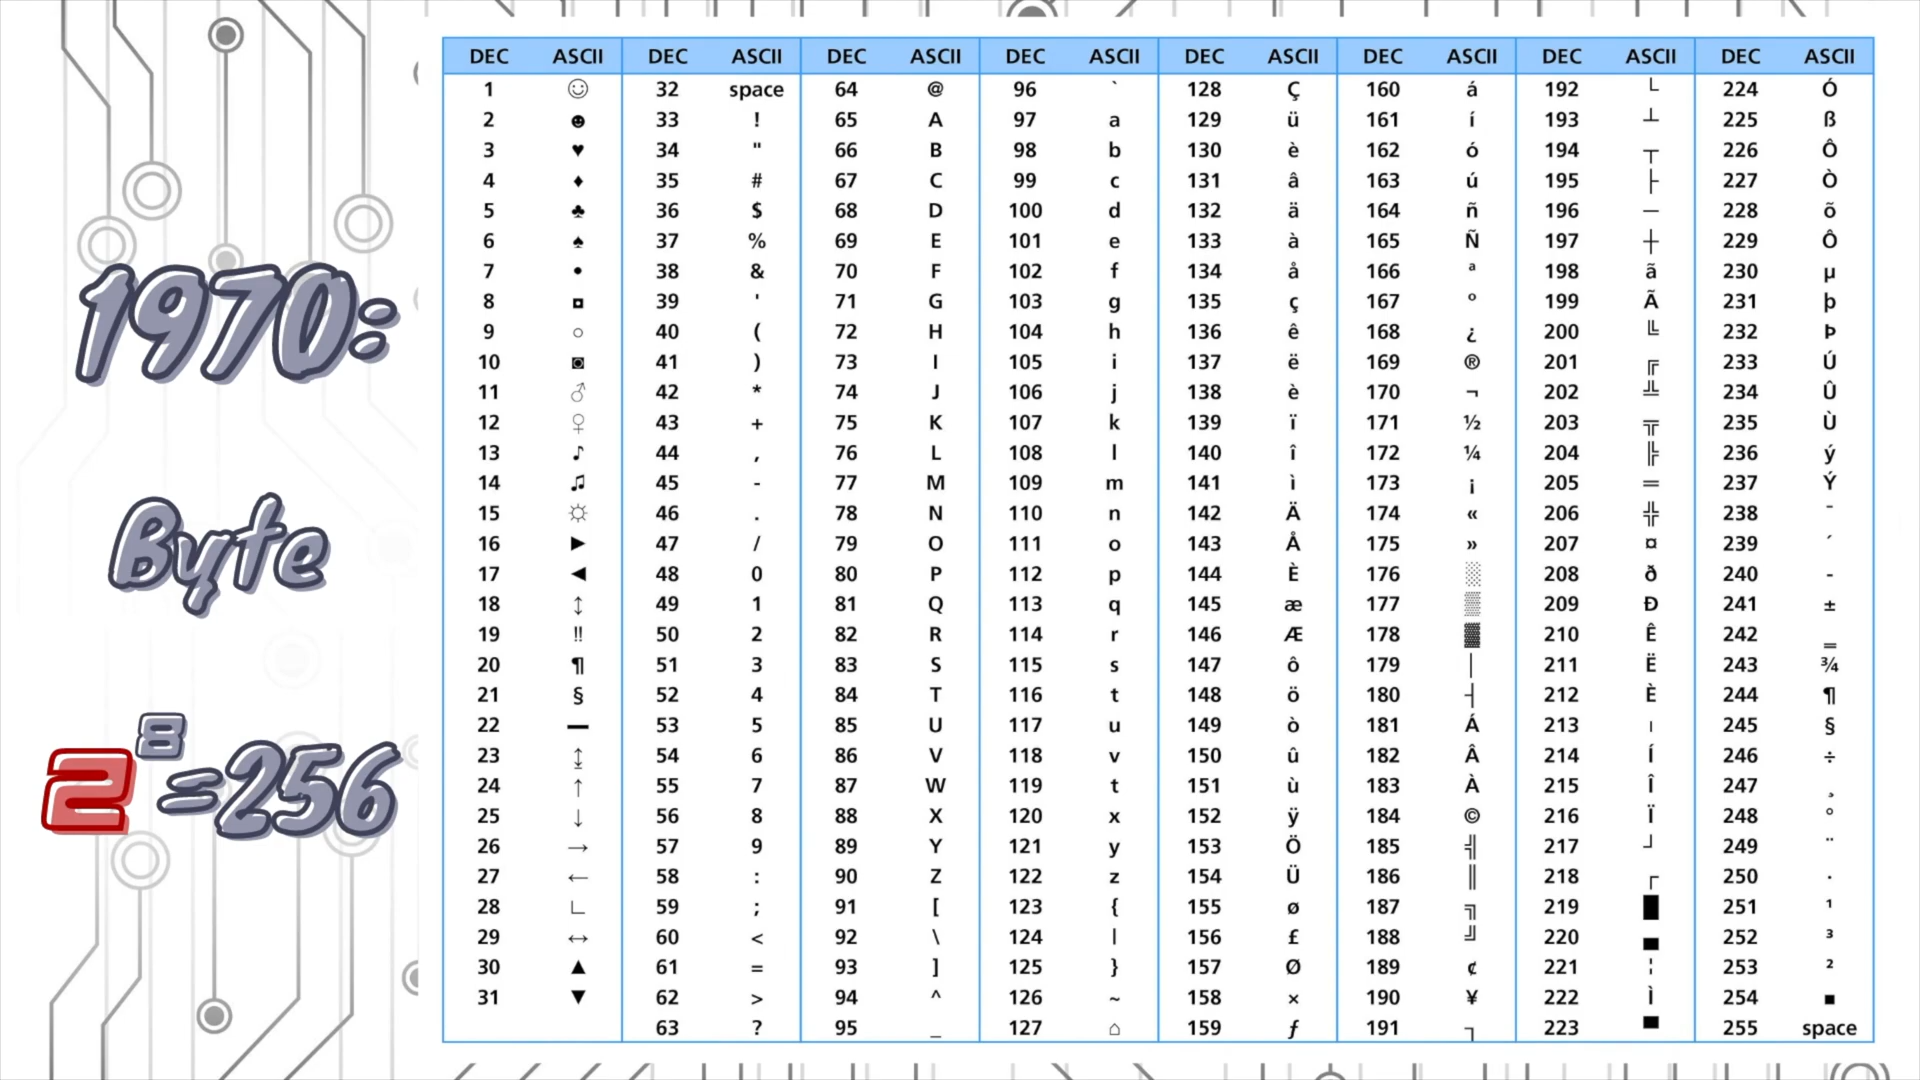 1970:
Byte
2⁸=256
DEC ASCII DEC ASCII DEC ASCII DEC ASCII DEC ASCII DEC ASCII DEC ASCII DEC ASCII
1 ☺ 32 space 64 @ 96 ` 128 Ç 160 á 192 └ 224 Ó
2 ☻ 33 ! 65 A 97 a 129 ü 161 í 193 ┴ 225 ß
3 ♥ 34 " 66 B 98 b 130 è 162 ó 194 ┬ 226 Ô
4 ♦ 35 # 67 C 99 c 131 â 163 ú 195 ├ 227 Ò
5 ♣ 36 $ 68 D 100 d 132 ä 164 ñ 196 ─ 228 õ
6 ♠ 37 % 69 E 101 e 133 à 165 Ñ 197 ┼ 229 Ô
7 • 38 & 70 F 102 f 134 å 166 ª 198 ã 230 µ
8 ◘ 39 ' 71 G 103 g 135 ç 167 º 199 Ã 231 þ
9 ○ 40 ( 72 H 104 h 136 ê 168 ¿ 200 ╚ 232 Þ
10 ◙ 41 ) 73 I 105 i 137 ë 169 ® 201 ╔ 233 Ú
11 ♂ 42 * 74 J 106 j 138 è 170 ¬ 202 ╩ 234 Û
12 ♀ 43 + 75 K 107 k 139 ï 171 ½ 203 ╦ 235 Ù
13 ♪ 44 , 76 L 108 l 140 î 172 ¼ 204 ╠ 236 ý
14 ♫ 45 - 77 M 109 m 141 ì 173 ¡ 205 ═ 237 Ý
15 ☼ 46 . 78 N 110 n 142 Ä 174 « 206 ╬ 238 ¯
16 ► 47 / 79 O 111 o 143 Å 175 » 207 ¤ 239 ´
17 ◄ 48 0 80 P 112 p 144 È 176 ░ 208 ð 240 -
18 ↕ 49 1 81 Q 113 q 145 æ 177 ▒ 209 Ð 241 ±
19 ‼ 50 2 82 R 114 r 146 Æ 178 ▓ 210 Ê 242 ‗
20 ¶ 51 3 83 S 115 s 147 ô 179 │ 211 Ë 243 ¾
21 § 52 4 84 T 116 t 148 ö 180 ┤ 212 È 244 ¶
22 ▬ 53 5 85 U 117 u 149 ò 181 Á 213 ı 245 §
23 ↨ 54 6 86 V 118 v 150 û 182 Â 214 Í 246 ÷
24 ↑ 55 7 87 W 119 t 151 ù 183 À 215 Î 247 ¸
25 ↓ 56 8 88 X 120 x 152 ÿ 184 © 216 Ï 248 °
26 → 57 9 89 Y 121 y 153 Ö 185 ╣ 217 ┘ 249 ¨
27 ← 58 : 90 Z 122 z 154 Ü 186 ║ 218 ┌ 250 ·
28 ∟ 59 ; 91 [ 123 { 155 ø 187 ╗ 219 █ 251 ¹
29 ↔ 60 < 92 \ 124 | 156 £ 188 ╝ 220 ▄ 252 ³
30 ▲ 61 = 93 ] 125 } 157 Ø 189 ¢ 221 ¦ 253 ²
31 ▼ 62 > 94 ^ 126 ~ 158 × 190 ¥ 222 Ì 254 ■
63 ? 95 _ 127 ⌂ 159 ƒ 191 ┐ 223 ▀ 255 space